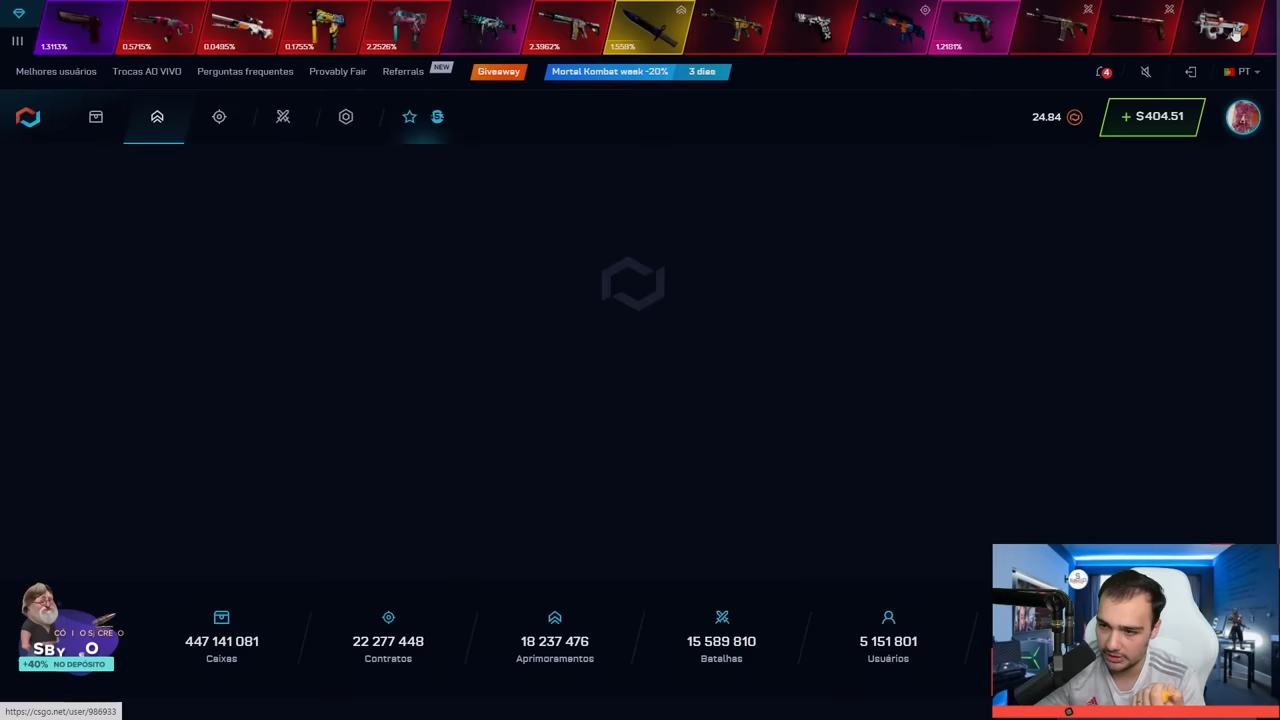 1.3113%
0.5715%
0.0495%
0.1755%
2.2526%
2.3962%
1.559%
1.2181%
Melhores usuários
Trocas AO VIVO
Perguntas frequentes
Provably Fair
Referrals
NEW
Giveaway
Mortal Kombat week -20%
3 dias
4
PT
24.84
+ $404.51
+40% NO DEPÓSITO
447 141 081
Caixas
22 277 448
Contratos
18 237 476
Aprimoramentos
15 589 810
Batalhas
5 151 801
Usuários
https://csgo.net/user/986933